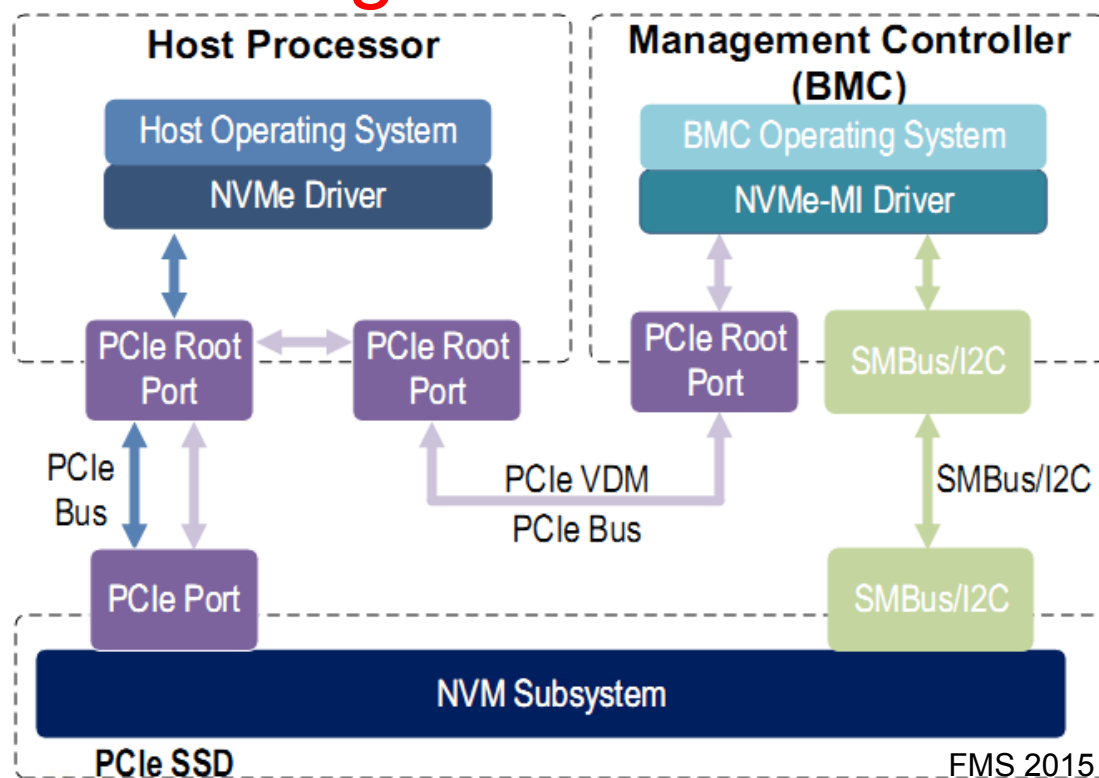 Host Processor
Management Controller
(BMC)
Host Operating System
NVMe Driver
BMC Operating System
NVMe-MI Driver
PCIe Root
Port
PCIe Root
Port
PCIe Root
Port
SMBus/I2C
PCIe
Bus
PCIe VDM
PCIe Bus
SMBus/I2C
PCIe Port
SMBus/I2C
NVM Subsystem
PCIe SSD
FMS 2015